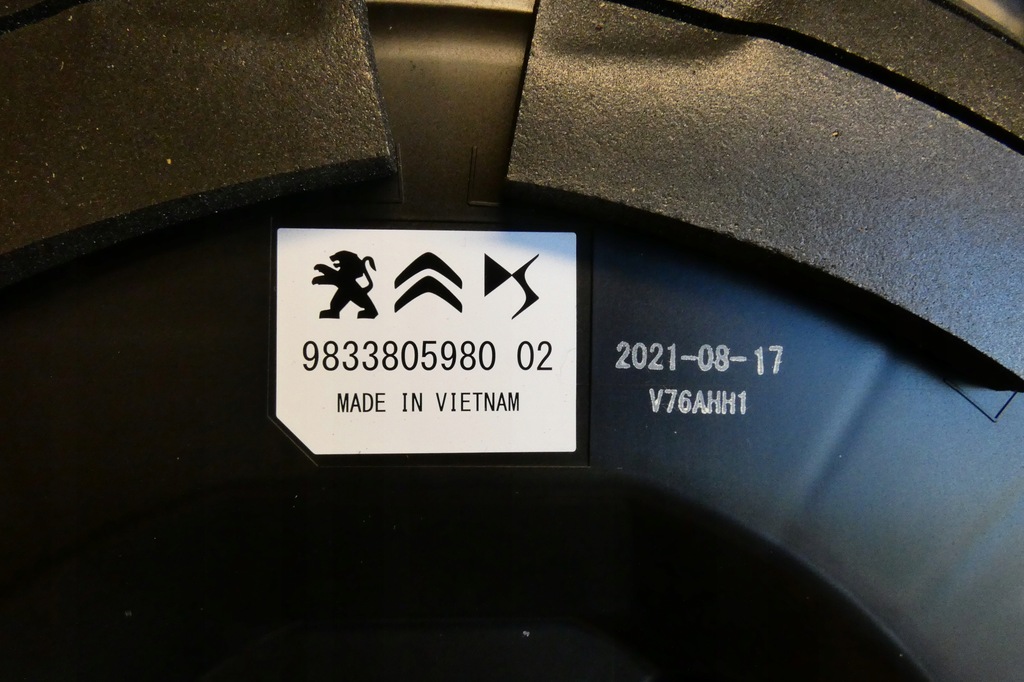 9833805980 02
MADE IN VIETNAM
2021-08-17
V76AHH1